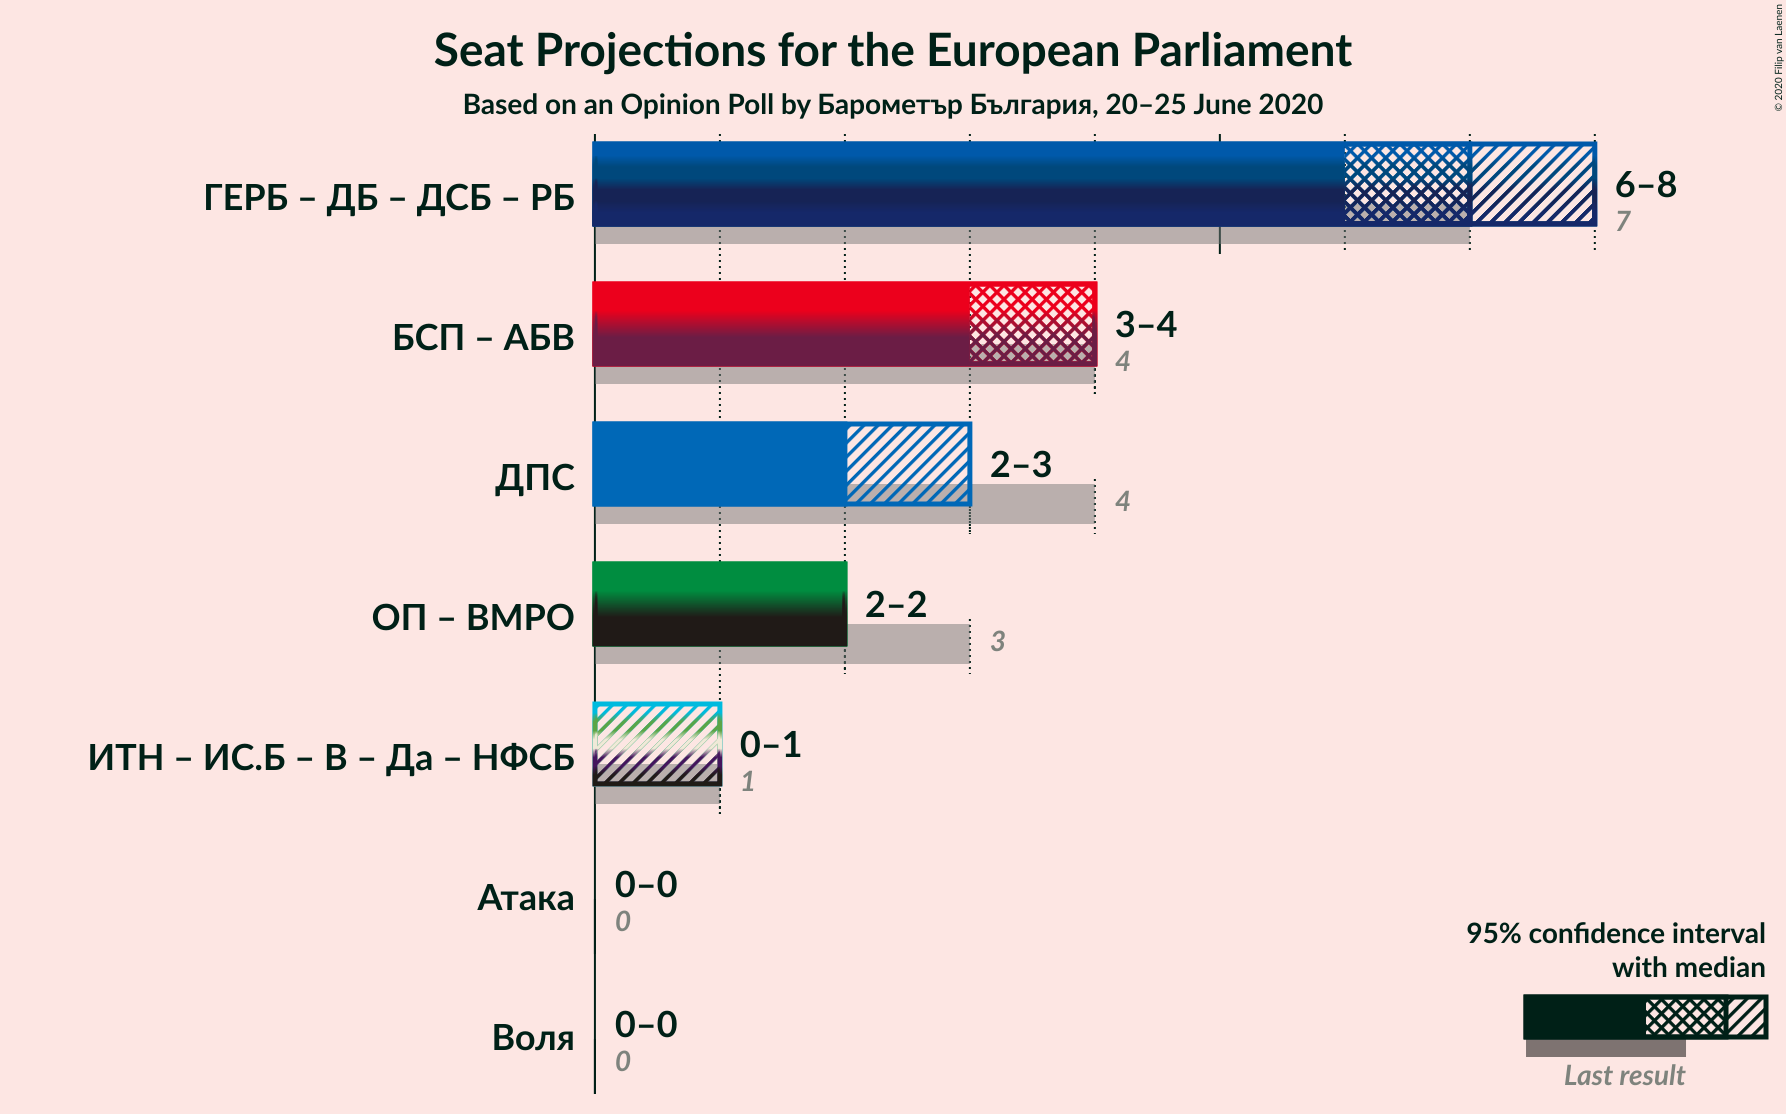 Seat Projections for the European Parliament
Based on an Opinion Poll by Барометър България, 20–25 June 2020
© 2020 Filip van Laenen
ГЕРБ – ДБ – ДСБ – РБ
6–8
7
БСП – АБВ
3–4
4
ДПС
2–3
4
ОП – ВМРО
2–2
3
ИТН – ИС.Б – В – Да – НФСБ
0–1
1
Атака
0–0
0
Воля
0–0
0
95% confidence interval
with median
Last result